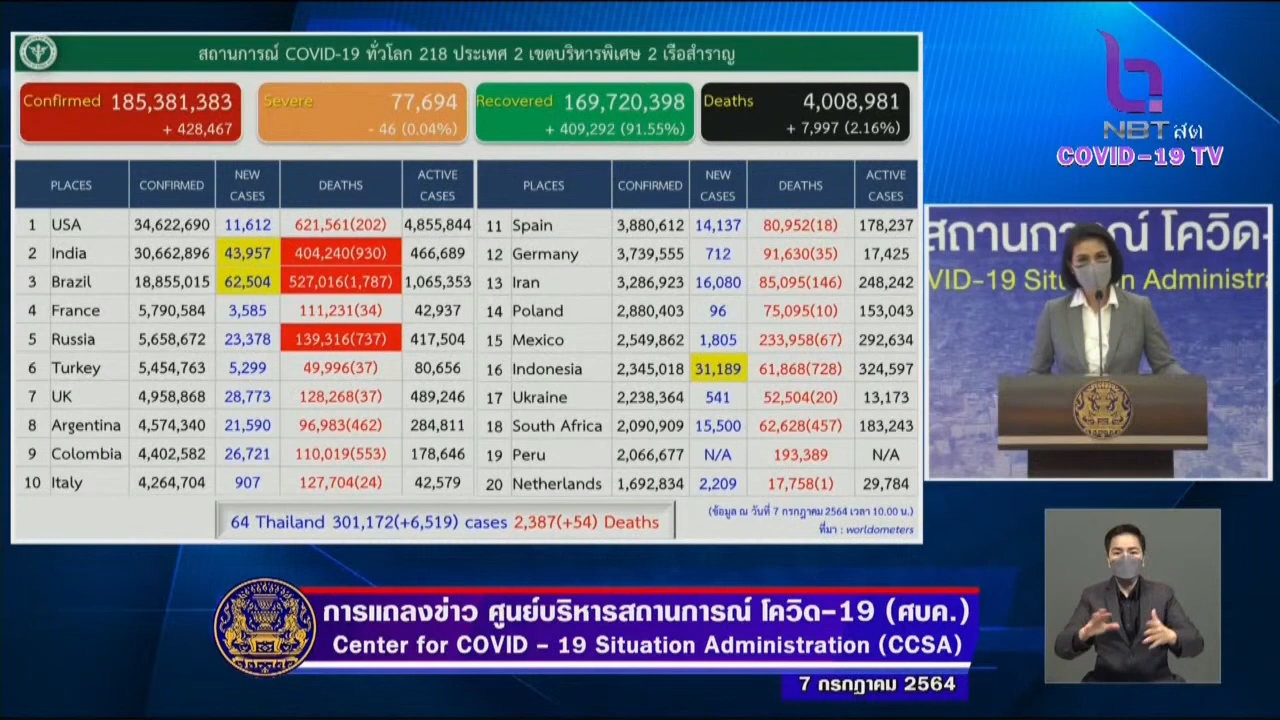 สถานการณ์ COVID-19 ทั่วโลก 218 ประเทศ 2 เขตบริหารพิเศษ 2 เรือสำราญ
Confirmed 185,381,383
+ 428,467
Severe 77,694
- 46 (0.04%)
Recovered 169,720,398
+ 409,292 (91.55%)
Deaths 4,008,981
+ 7,997 (2.16%)
PLACES CONFIRMED NEW CASES DEATHS ACTIVE CASES
1 USA 34,622,690 11,612 621,561(202) 4,855,844
2 India 30,662,896 43,957 404,240(930) 466,689
3 Brazil 18,855,015 62,504 527,016(1,787) 1,065,353
4 France 5,790,584 3,585 111,231(34) 42,937
5 Russia 5,658,672 23,378 139,316(737) 417,504
6 Turkey 5,454,763 5,299 49,996(37) 80,656
7 UK 4,958,868 28,773 128,268(37) 489,246
8 Argentina 4,574,340 21,590 96,983(462) 284,811
9 Colombia 4,402,582 26,721 110,019(553) 178,646
10 Italy 4,264,704 907 127,704(24) 42,579
PLACES CONFIRMED NEW CASES DEATHS ACTIVE CASES
11 Spain 3,880,612 14,137 80,952(18) 178,237
12 Germany 3,739,555 712 91,630(35) 17,425
13 Iran 3,286,923 16,080 85,095(146) 248,242
14 Poland 2,880,403 96 75,095(10) 153,043
15 Mexico 2,549,862 1,805 233,958(67) 292,634
16 Indonesia 2,345,018 31,189 61,868(728) 324,597
17 Ukraine 2,238,364 541 52,504(20) 13,173
18 South Africa 2,090,909 15,500 62,628(457) 183,243
19 Peru 2,066,677 N/A 193,389 N/A
20 Netherlands 1,692,834 2,209 17,758(1) 29,784
64 Thailand 301,172(+6,519) cases 2,387(+54) Deaths
(ข้อมูล ณ วันที่ 7 กรกฎาคม 2564 เวลา 10.00 น.)
ที่มา : worldometers
NBT สด
COVID-19 TV
สถานการณ์ โควิด-
VID-19 Situation Administra
การแถลงข่าว ศูนย์บริหารสถานการณ์ โควิด-19 (ศบค.)
Center for COVID - 19 Situation Administration (CCSA)
7 กรกฎาคม 2564